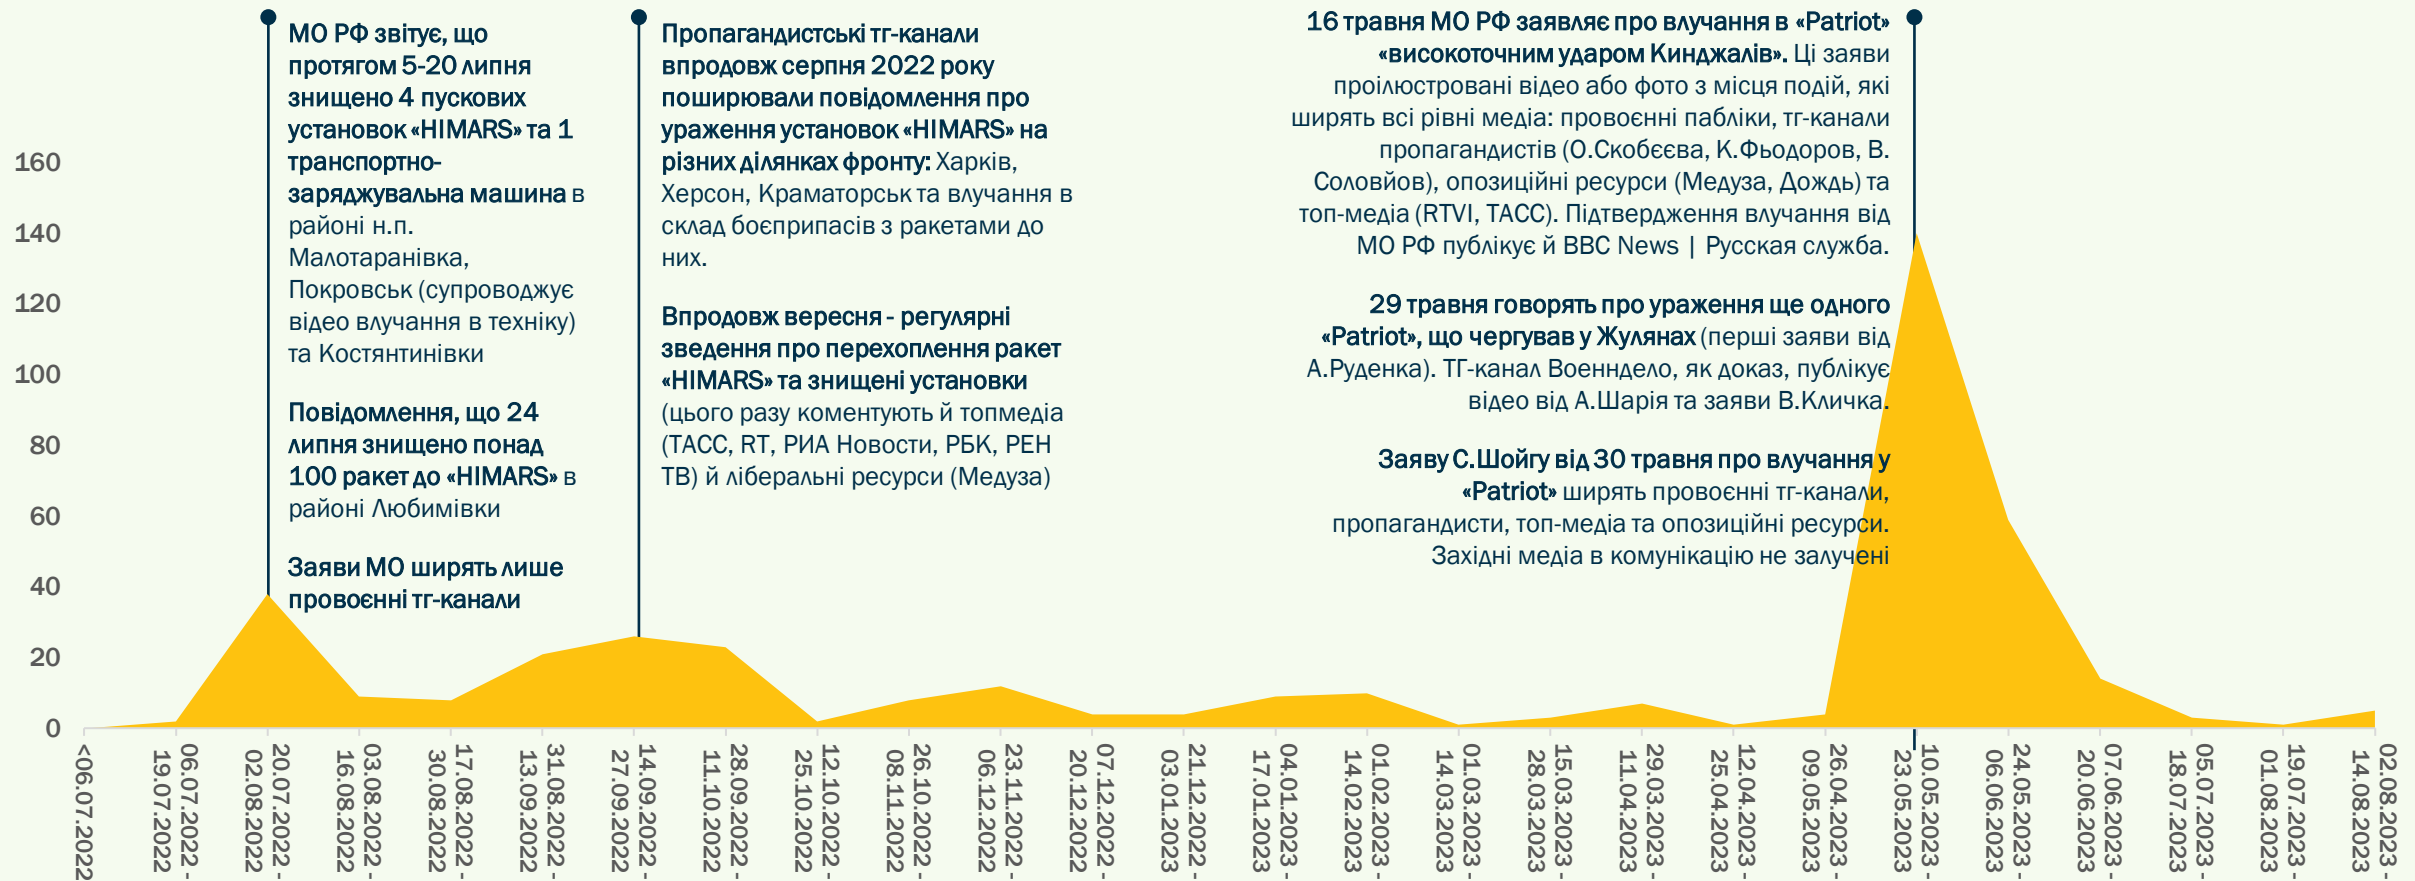 МО РФ звітує, що
протягом 5-20 липня
знищено 4 пускових
установок «HIMARS» та 1
транспортно-
заряджувальна машина в
районі н.п.
Малотаранівка,
Покровськ (супроводжує
відео влучання в техніку)
та Костянтинівки
Повідомлення, що 24
липня знищено понад
100 ракет до «HIMARS» в
районі Любимівки
Заяви МО ширять лише
провоєнні тг-канали
Пропагандистські тг-канали
впродовж серпня 2022 року
поширювали повідомлення про
ураження установок «HIMARS» на
різних ділянках фронту: Харків,
Херсон, Краматорськ та влучання в
склад боєприпасів з ракетами до
них.
Впродовж вересня - регулярні
зведення про перехоплення ракет
«HIMARS» та знищені установки
(цього разу коментують й топмедіа
(ТАСС, RT, РИА Новости, РБК, РЕН
ТВ) й ліберальні ресурси (Медуза)
16 травня МО РФ заявляє про влучання в «Patriot»
«високоточним ударом Кинджалів». Ці заяви
проілюстровані відео або фото з місця подій, які
ширять всі рівні медіа: провоєнні пабліки, тг-канали
пропагандистів (О.Скобєєва, К.Фьодоров, В.
Соловйов), опозиційні ресурси (Медуза, Дождь) та
топ-медіа (RTVI, ТАСС). Підтвердження влучання від
МО РФ публікує й BBC News | Русская служба.
29 травня говорять про ураження ще одного
«Patriot», що чергував у Жулянах (перші заяви від
А.Руденка). ТГ-канал Воннндело, як доказ, публікує
відео від А.Шарія та заяви В.Кличка.
Заяву С.Шойгу від 30 травня про влучання у
«Patriot» ширять провоєнні тг-канали,
пропагандисти, топ-медіа та опозиційні ресурси.
Західні медіа в комунікацію не залучені
160
140
120
100
80
60
40
20
0
<06.07.2022
06.07.2022 -
19.07.2022
20.07.2022 -
02.08.2022
03.08.2022 -
16.08.2022
17.08.2022 -
30.08.2022
31.08.2022 -
13.09.2022
14.09.2022 -
27.09.2022
28.09.2022 -
11.10.2022
12.10.2022 -
25.10.2022
26.10.2022 -
08.11.2022
23.11.2022 -
06.12.2022
07.12.2022 -
20.12.2022
21.12.2022 -
03.01.2023
04.01.2023 -
17.01.2023
01.02.2023 -
14.02.2023
01.03.2023 -
14.03.2023
15.03.2023 -
28.03.2023
29.03.2023 -
11.04.2023
12.04.2023 -
25.04.2023
26.04.2023 -
09.05.2023
10.05.2023 -
23.05.2023
24.05.2023 -
06.06.2023
07.06.2023 -
20.06.2023
05.07.2023 -
18.07.2023
19.07.2023 -
01.08.2023
02.08.2023 -
14.08.2023